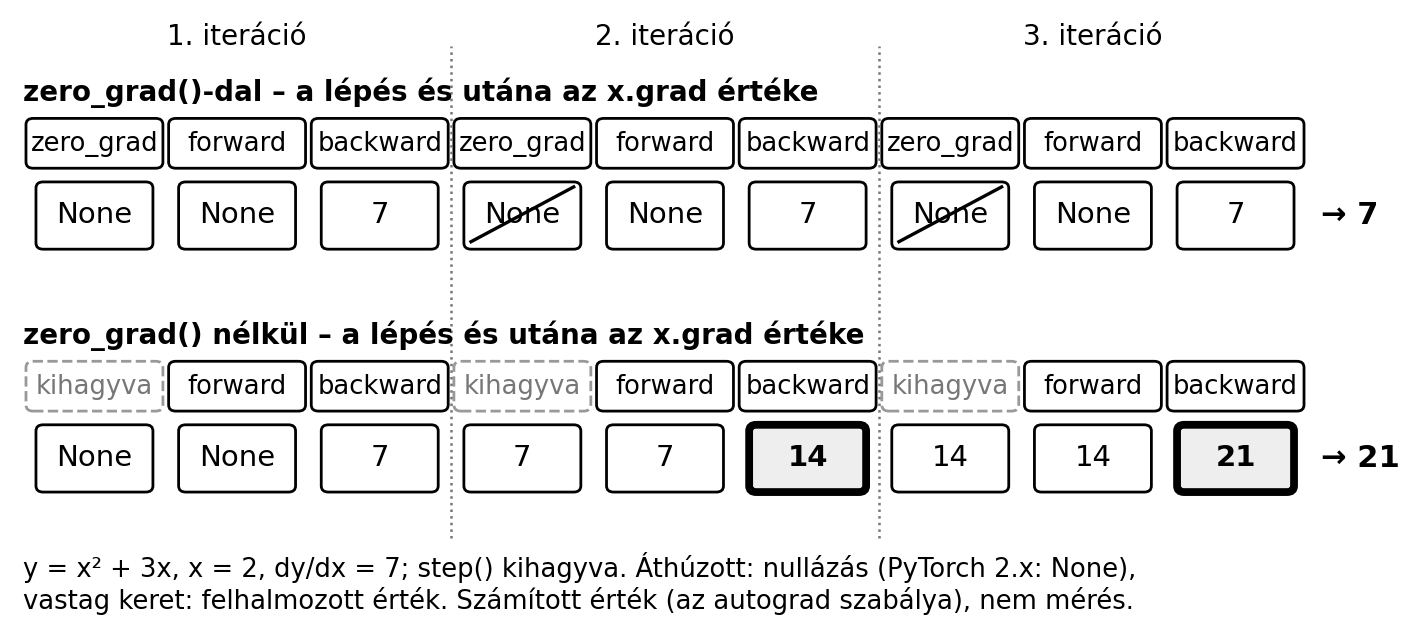 1. iteráció 2. iteráció 3. iteráció
zero_grad()-dal – a lépés és utána az x.grad értéke
zero_grad forward backward zero_grad forward backward zero_grad forward backward
None None 7 None None 7 None None 7 → 7
zero_grad() nélkül – a lépés és utána az x.grad értéke
kihagyva forward backward kihagyva forward backward kihagyva forward backward
None None 7 7 7 14 14 14 21 → 21
y = x² + 3x, x = 2, dy/dx = 7; step() kihagyva. Áthúzott: nullázás (PyTorch 2.x: None),
vastag keret: felhalmozott érték. Számított érték (az autograd szabálya), nem mérés.